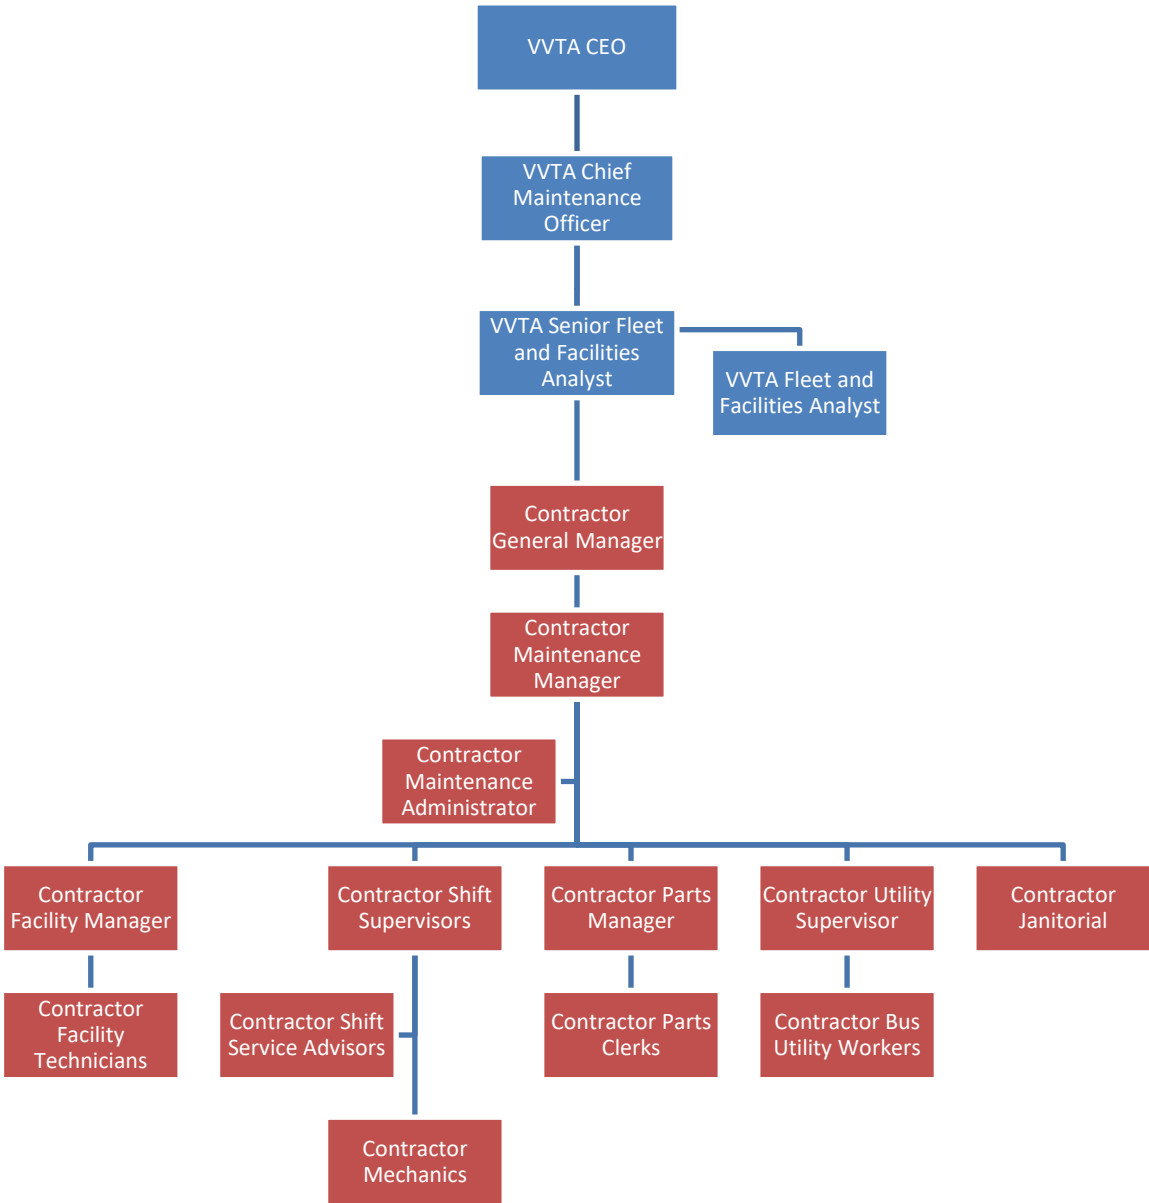 VVTA CEO
VVTA Chief
Maintenance
Officer
VVTA Senior Fleet
and Facilities
Analyst
VVTA Fleet and
Facilities Analyst
Contractor
General Manager
Contractor
Maintenance
Manager
Contractor
Maintenance
Administrator
Contractor
Facility Manager
Contractor Shift
Supervisors
Contractor Parts
Manager
Contractor Utility
Supervisor
Contractor
Janitorial
Contractor
Facility
Technicians
Contractor Shift
Service Advisors
Contractor Parts
Clerks
Contractor Bus
Utility Workers
Contractor
Mechanics